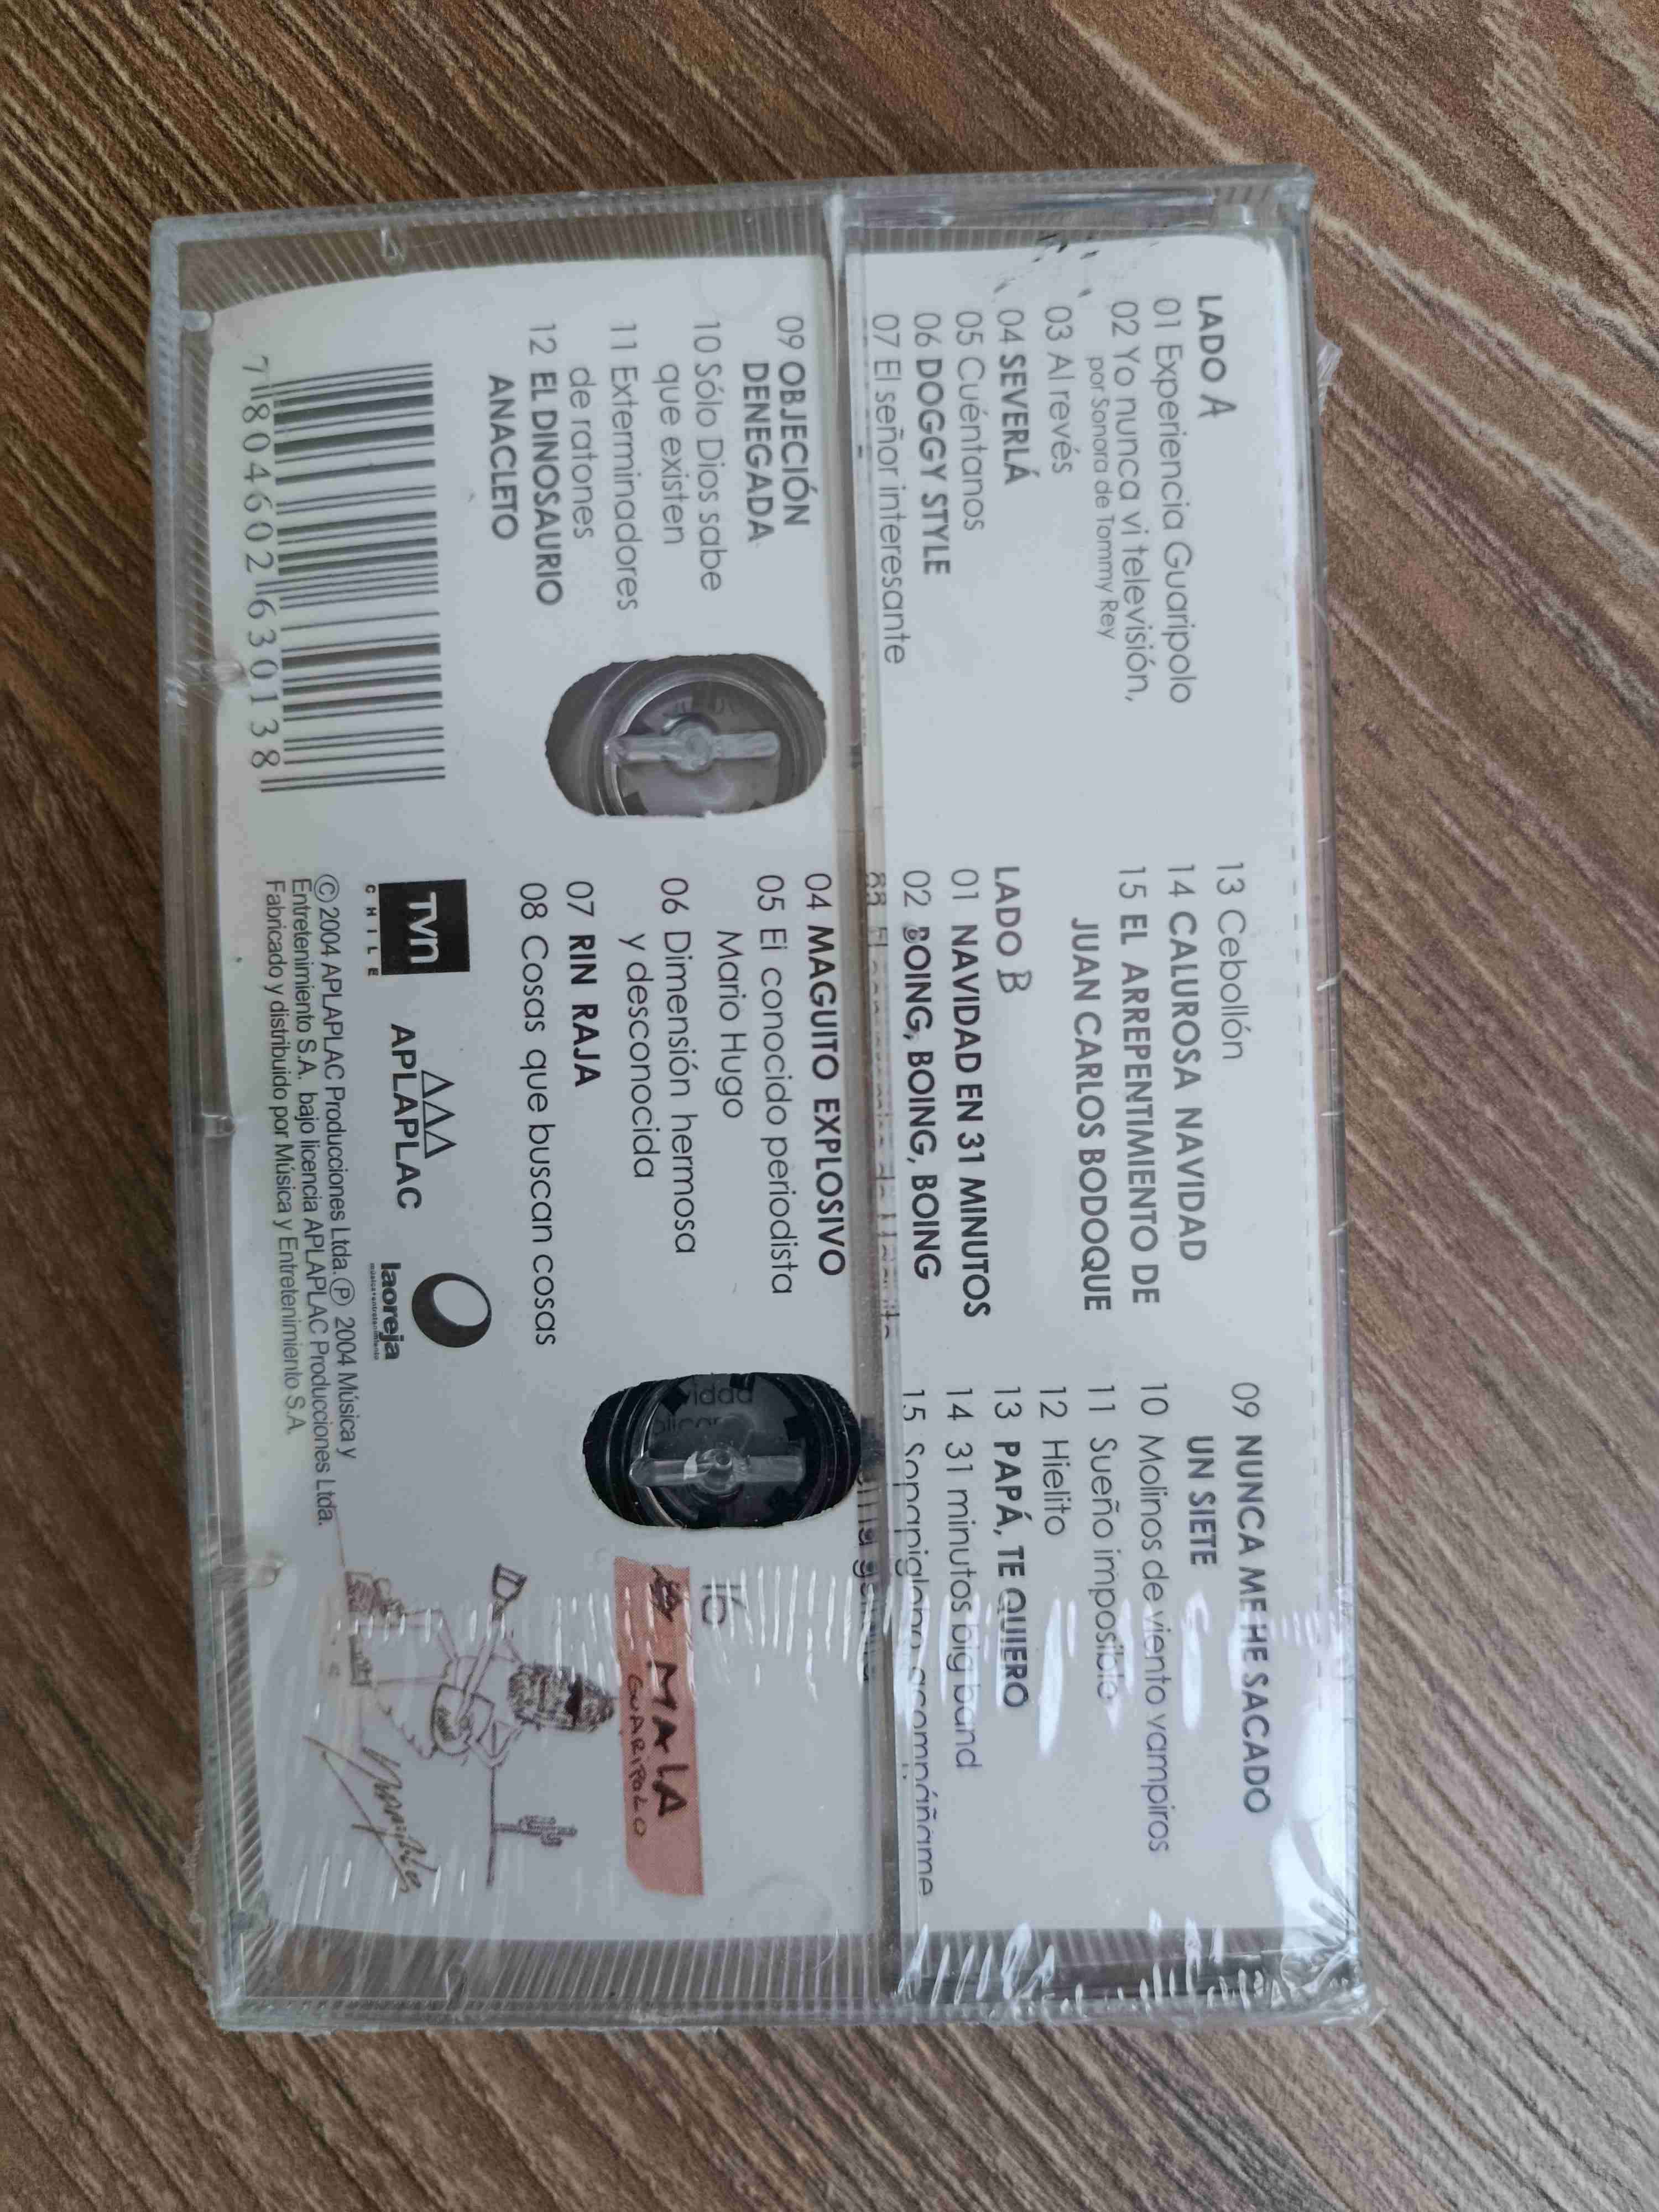 LADO A
01 Experiencia Guaripolo
02 Yo nunca vi televisión,
por Sonora de Tommy Rey
03 Al revés
04 SEVERLÁ
05 Cuéntanos
06 DOGGY STYLE
07 El señor interesante
09 OBJECIÓN
DENEGADA
10 Sólo Dios sabe
que existen
11 Exterminadores
de ratones
12 EL DINOSAURIO
ANACLETO
7 804602 630138
13 Cebollón
14 CALUROSA NAVIDAD
15 EL ARREPENTIMIENTO DE
JUAN CARLOS BODOQUE
LADO B
01 NAVIDAD EN 31 MINUTOS
02 BOING, BOING, BOING
04 MAGUITO EXPLOSIVO
05 El conocido periodista
Mario Hugo
06 Dimensión hermosa
y desconocida
07 RIN RAJA
08 Cosas que buscan cosas
TVN
CHILE
APLAPLAC
laoreja
música+entretenimiento
© 2004 APLAPLAC Producciones Ltda. ℗ 2004 Música y
Entretenimiento S.A. bajo licencia APLAPLAC Producciones Ltda.
Fabricado y distribuido por Música y Entretenimiento S.A.
09 NUNCA ME HE SACADO
UN SIETE
10 Molinos de viento vampiros
11 Sueño imposible
12 Hielito
13 PAPÁ, TE QUIERO
14 31 minutos big band
15 Sopapiglobo acompáñame
16
MALA
GUARIPOLO